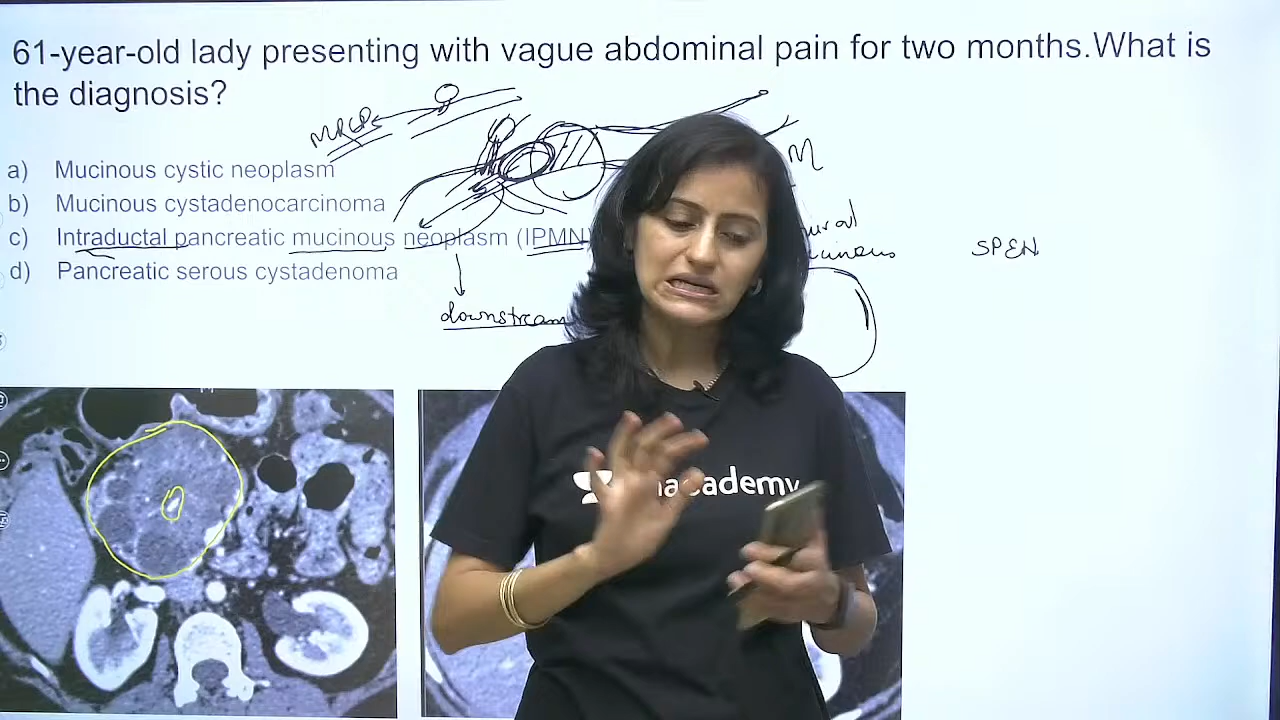 61-year-old lady presenting with vague abdominal pain for two months.What is
the diagnosis?
MRCP
a) Mucinous cystic neoplasm
M
b) Mucinous cystadenocarcinoma
c) Intraductal pancreatic mucinous neoplasm (IPMN)
SPEN
d) Pancreatic serous cystadenoma
downstream
academy